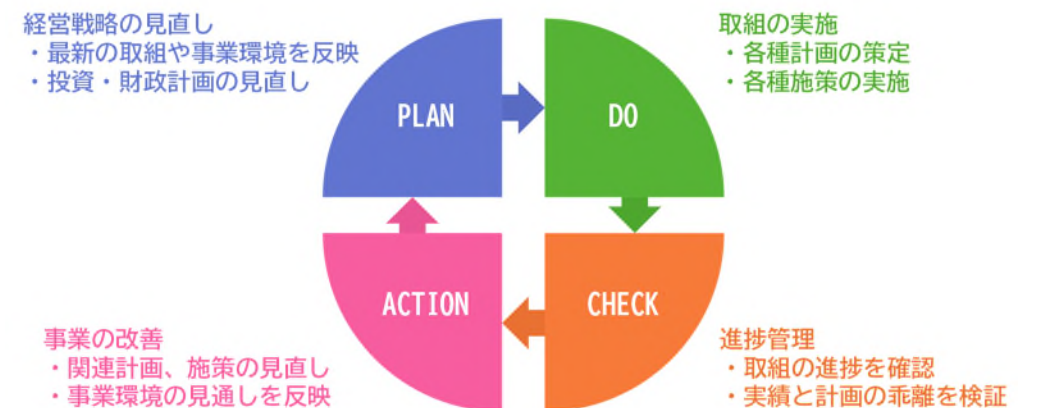 経営戦略の見直し
・最新の取組や事業環境を反映
・投資・財政計画の見直し
PLAN
取組の実施
・各種計画の策定
・各種施策の実施
DO
ACTION
事業の改善
・関連計画、施策の見直し
・事業環境の見通しを反映
CHECK
進捗管理
・取組の進捗を確認
・実績と計画の乖離を検証